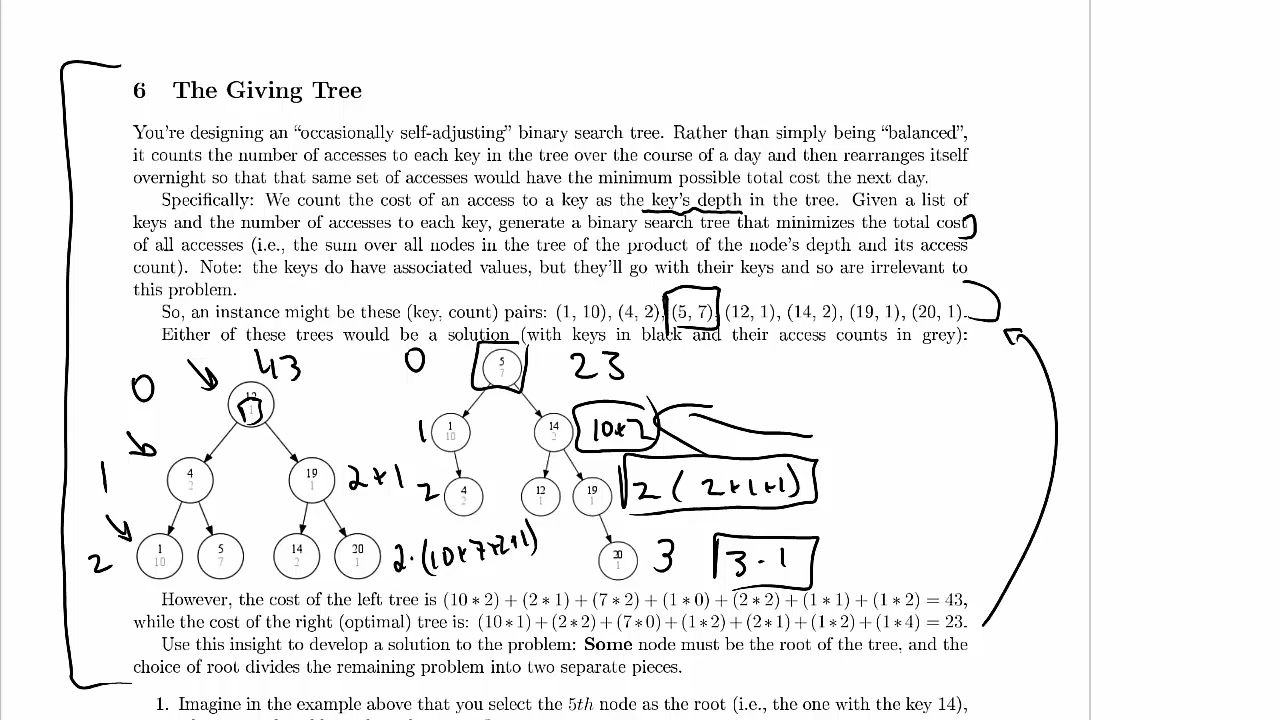 6 The Giving Tree
You're designing an "occasionally self-adjusting" binary search tree. Rather than simply being "balanced",
it counts the number of accesses to each key in the tree over the course of a day and then rearranges itself
overnight so that that same set of accesses would have the minimum possible total cost the next day.
Specifically: We count the cost of an access to a key as the key's depth in the tree. Given a list of
keys and the number of accesses to each key, generate a binary search tree that minimizes the total cost
of all accesses (i.e., the sum over all nodes in the tree of the product of the node's depth and its access
count). Note: the keys do have associated values, but they'll go with their keys and so are irrelevant to
this problem.
So, an instance might be these (key, count) pairs: (1, 10), (4, 2), (5, 7), (12, 1), (14, 2), (19, 1), (20, 1).
Either of these trees would be a solution (with keys in black and their access counts in grey):
0 43
0 5 7 23
1 1 10 14 2 10+2
4 2 19 1 2+1
1
2 4 2 12 1 19 1 2(2+1+1)
2 1 10 5 7 14 2 20 1 2·(10+7+2+1)
20 1 3 3·1
However, the cost of the left tree is (10 * 2) + (2 * 1) + (7 * 2) + (1 * 0) + (2 * 2) + (1 * 1) + (1 * 2) = 43,
while the cost of the right (optimal) tree is: (10 * 1) + (2 * 2) + (7 * 0) + (1 * 2) + (2 * 1) + (1 * 2) + (1 * 4) = 23.
Use this insight to develop a solution to the problem: Some node must be the root of the tree, and the
choice of root divides the remaining problem into two separate pieces.
1. Imagine in the example above that you select the 5th node as the root (i.e., the one with the key 14),